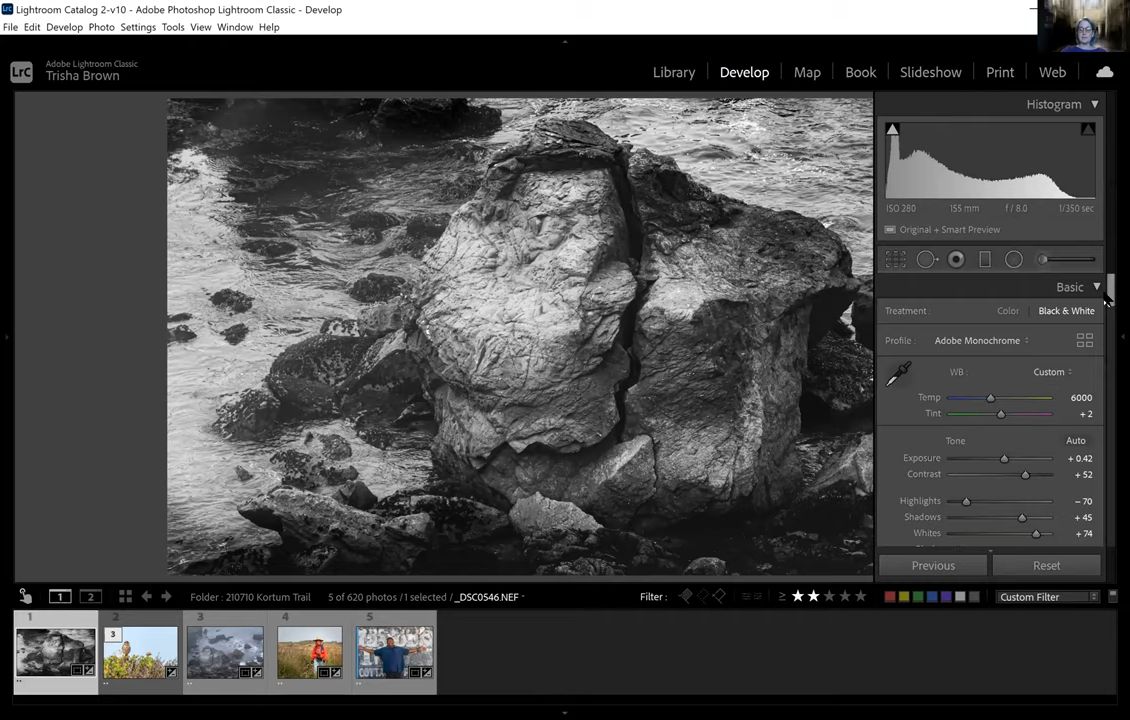 Lightroom Catalog 2-v10 - Adobe Photoshop Lightroom Classic - Develop
File Edit Develop Photo Settings Tools View Window Help
LrC
Adobe Lightroom Classic
Trisha Brown
Library Develop Map Book Slideshow Print Web
Histogram
ISO 280 155 mm f / 8.0 1/350 sec
Original + Smart Preview
Basic
Treatment : Color Black & White
Profile : Adobe Monochrome
WB : Custom
Temp 6000
Tint + 2
Tone Auto
Exposure + 0.42
Contrast + 52
Highlights − 70
Shadows + 45
Whites + 74
Previous Reset
1 2 Folder : 210710 Kortum Trail 5 of 620 photos / 1 selected / _DSC0546.NEF Filter : ≥ Custom Filter
1 2 3 4 5
3